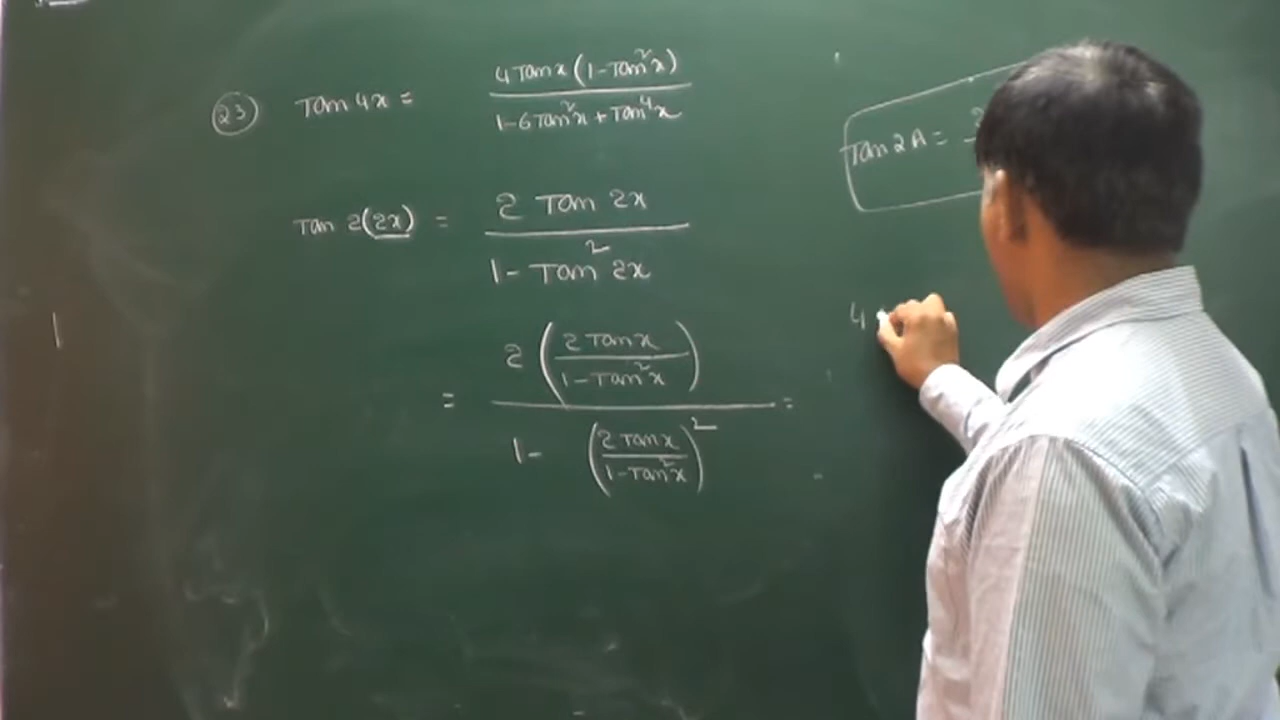 (23) Tan 4x = 4 Tan x (1 - Tan²x) / 1 - 6 Tan²x + Tan⁴x
Tan 2A = 2
Tan 2(2x) = 2 Tan 2x / 1 - Tan² 2x
4
= 2 (2 Tan x / 1 - Tan²x) / 1 - (2 Tan x / 1 - Tan²x)² =